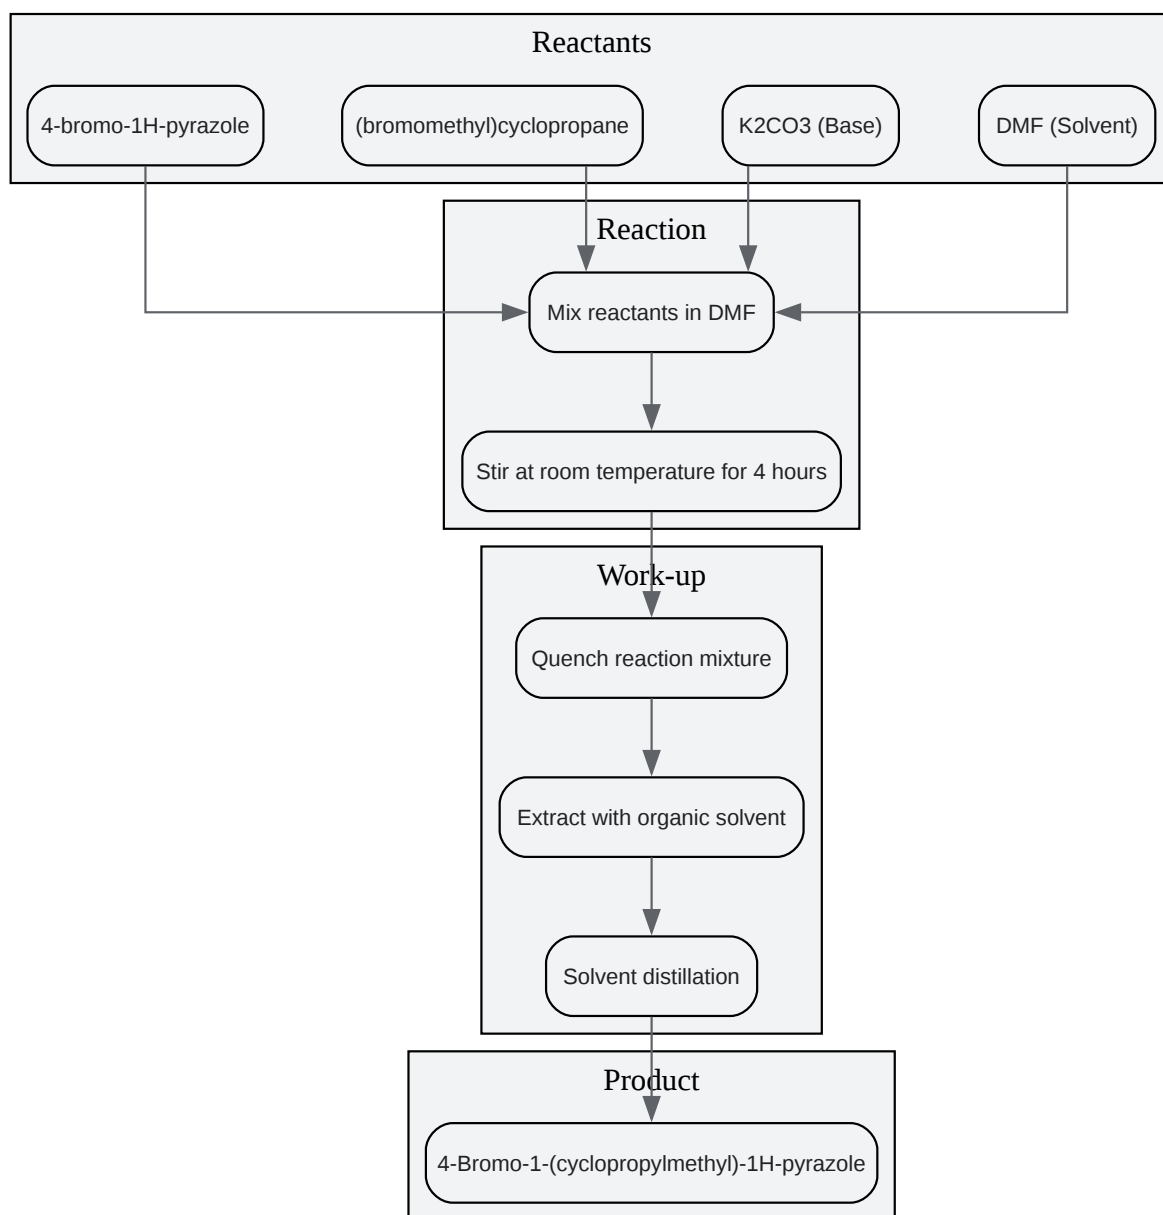 Reactants
4-bromo-1H-pyrazole
(bromomethyl)cyclopropane
K2CO3 (Base)
DMF (Solvent)
Reaction
Mix reactants in DMF
Stir at room temperature for 4 hours
Work-up
Quench reaction mixture
Extract with organic solvent
Solvent distillation
Product
4-Bromo-1-(cyclopropylmethyl)-1H-pyrazole